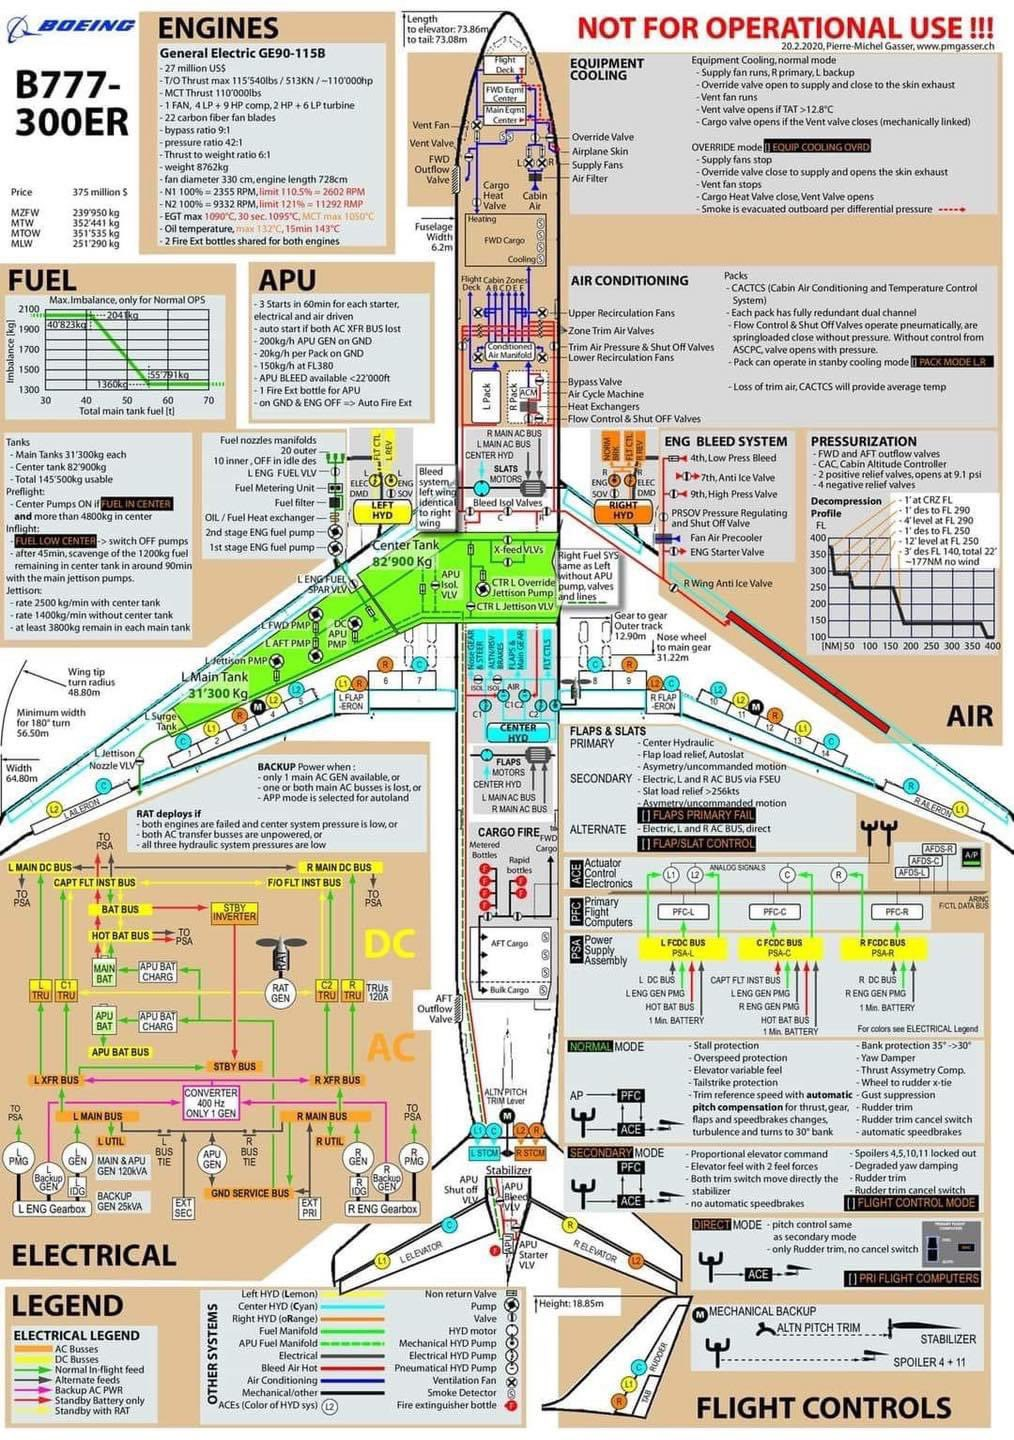 BOEING
B777-
300ER
Price 375 million $
MZFW 239'950 kg
MTW 352'441 kg
MTOW 351'535 kg
MLW 251'290 kg
ENGINES
General Electric GE90-115B
- 27 million US$
- T/O Thrust max 115'540lbs / 513KN / ~110'000hp
- MCT Thrust 110'000lbs
- 1 FAN, 4 LP + 9 HP comp, 2 HP + 6 LP turbine
- 22 carbon fiber fan blades
- bypass ratio 9:1
- pressure ratio 42:1
- Thrust to weight ratio 6:1
- weight 8762kg
- fan diameter 330 cm, engine length 728cm
- N1 100% = 2355 RPM, limit 110.5% = 2602 RPM
- N2 100% = 9332 RPM, limit 121% = 11292 RMP
- EGT max 1090°C, 30 sec. 1095°C, MCT max 1050°C
- Oil temperature, max 132°C, 15min 143°C
- 2 Fire Ext bottles shared for both engines
Length
to elevator: 73.86m
to tail: 73.08m
NOT FOR OPERATIONAL USE !!!
20.2.2020, Pierre-Michel Gasser, www.pmgasser.ch
EQUIPMENT
COOLING
Equipment Cooling, normal mode
- Supply fan runs, R primary, L backup
- Override valve open to supply and close to the skin exhaust
- Vent fan runs
- Vent valve opens if TAT >12.8°C
- Cargo valve opens if the Vent valve closes (mechanically linked)
OVERRIDE mode [] EQUIP COOLING OVRD
- Supply fans stop
- Override valve close to supply and opens the skin exhaust
- Vent fan stops
- Cargo Heat Valve close, Vent Valve opens
- Smoke is evacuated outboard per differential pressure
Flight
Deck
FWD Eqmt
Center
Main Eqmt
Center
Vent Fan
Vent Valve
FWD
Outflow
Valve
Override Valve
Airplane Skin
Supply Fans
Air Filter
L R
Cargo
Heat
Valve
Cabin
Air
Fuselage
Width
6.2m
Heating
FWD Cargo
Cooling
S S S S
FUEL
Max.Imbalance, only for Normal OPS
Imbalance [kg]
2100
1900
1700
1500
1300
2041kg
40'823kg
55'791kg
1360kg
30 40 50 60 70
Total main tank fuel [t]
APU
- 3 Starts in 60min for each starter,
electrical and air driven
- auto start if both AC XFR BUS lost
- 200kg/h APU GEN on GND
- 20kg/h per Pack on GND
- 150kg/h at FL380
- APU BLEED available <22'000ft
- 1 Fire Ext bottle for APU
- on GND & ENG OFF => Auto Fire Ext
Flight
Deck
Cabin Zones
A B C D E F
Upper Recirculation Fans
Zone Trim Air Valves
Trim Air Pressure & Shut Off Valves
Lower Recirculation Fans
Conditioned
Air Manifold
L Pack
R Pack
ACM
Bypass Valve
Air Cycle Machine
Heat Exchangers
Flow Control & Shut OFF Valves
AIR CONDITIONING
Packs
- CACTCS (Cabin Air Conditioning and Temperature Control
System)
- Each pack has fully redundant dual channel
- Flow Control & Shut Off Valves operate pneumatically, are
springloaded close without pressure. Without control from
ASCPC, valve opens with pressure.
- Pack can operate in standby cooling mode [] PACK MODE L,R
- Loss of trim air, CACTCS will provide average temp
Tanks
- Main Tanks 31'300kg each
- Center tank 82'900kg
- Total 145'500kg usable
Preflight:
- Center Pumps ON if FUEL IN CENTER
and more than 4800kg in center
Inflight:
- FUEL LOW CENTER -> switch OFF pumps
- after 45min, scavenge of the 1200kg fuel
remaining in center tank in around 90min
with the main jettison pumps.
Jettison:
- rate 2500 kg/min with center tank
- rate 1400kg/min without center tank
- at least 3800kg remain in each main tank
Fuel nozzles manifolds
20 outer
10 inner , OFF in idle des
L ENG FUEL VLV
Fuel Metering Unit
Fuel filter
OIL / Fuel Heat exchanger
2nd stage ENG fuel pump
1st stage ENG fuel pump
FLT CTL
L REV
L L
ELEC
DMD
ENG
SOV
LEFT
HYD
Bleed
system
left wing
identical
to right
wing
R MAIN AC BUS
L MAIN AC BUS
CENTER HYD
SLATS
MOTORS
Bleed Isol Valves
L C R
NORM
BRK
FLT CTL
R REV
R R
ENG
SOV
ELEC
DMD
RIGHT
HYD
ENG BLEED SYSTEM
4th, Low Press Bleed
7th, Anti Ice Valve
9th, High Press Valve
PRSOV Pressure Regulating
and Shut Off Valve
Fan Air Precooler
ENG Starter Valve
R Wing Anti Ice Valve
PRESSURIZATION
- FWD and AFT outflow valves
- CAC, Cabin Altitude Controller
- 2 positive relief valves, opens at 9.1 psi
- 4 negative relief valves
Decompression
Profile
- 1' at CRZ FL
- 1' des to FL 290
- 4' level at FL 290
- 1' des to FL 250
- 12' level at FL 250
- 3' des FL 140, total 22'
~177NM no wind
FL
400
350
300
250
200
150
100
[NM] 50 100 150 200 250 300 350 400
Center Tank
82'900 Kg
X-feed VLVs
APU
Isol.
VLV
CTR L Override
Jettison Pump
CTR L Jettison VLV
Right Fuel SYS
same as Left
without APU
pump, valves
and lines
L ENG FUEL
SPAR VLV
L FWD PMP
L AFT PMP
DC
APU
PMP
L Jettison PMP
L Main Tank
31'300 Kg
L Surge
Tank
L Jettison
Nozzle VLV
Wing tip
turn radius
48.80m
Minimum width
for 180° turn
56.50m
Width
64.80m
Gear to gear
Outer track
12.90m
Nose wheel
to main gear
31.22m
Nose GEAR
& STEER
ALTN/RSV
BRAKES
FLAPS &
Main GEAR
FLT CTLS
ISOL ISOL
AIR
C1 C1 C2 C2
CENTER
HYD
FLAPS
MOTORS
CENTER HYD
L MAIN AC BUS
R MAIN AC BUS
L AILERON
L2 L1
C L1 R M L2 C
1 2 3 4 5
L1 R
L FLAP
-ERON
R C
6 7
C R
8 9
L2 C
R FLAP
-ERON
C L2 M R L1 C
10 11 12 13 14
R AILERON
L1
AIR
BACKUP Power when :
- only 1 main AC GEN available, or
- one or both main AC busses is lost, or
- APP mode is selected for autoland
RAT deploys if
- both engines are failed and center system pressure is low, or
- both AC transfer busses are unpowered, or
- all three hydraulic system pressures are low
FLAPS & SLATS
PRIMARY - Center Hydraulic
- Flap load relief, Autoslat
- Asymetry/uncommanded motion
SECONDARY - Electric, L and R AC BUS via FSEU
- Slat load relief >256kts
- Asymetry/uncommanded motion
[ ] FLAPS PRIMARY FAIL
ALTERNATE - Electric, L and R AC BUS, direct
[ ] FLAP/SLAT CONTROL
CARGO FIRE
to
FWD
Cargo
Metered
Bottles
Rapid
bottles
F F F F F
AFT Cargo
Bulk Cargo
S S S S
AFT
Outflow
Valve
TO
PSA
L MAIN DC BUS
R MAIN DC BUS
CAPT FLT INST BUS
F/O FLT INST BUS
TO
PSA
TO
PSA
BAT BUS
STBY
INVERTER
HOT BAT BUS
TO
PSA
MAIN
BAT
APU BAT
CHARG
RAT
RAT
GEN
DC
L
TRU
C1
TRU
C2
TRU
R
TRU
TRUs
120A
APU
BAT
APU BAT
CHARG
APU BAT BUS
AC
STBY BUS
L XFR BUS
R XFR BUS
CONVERTER
400 Hz
ONLY 1 GEN
TO
PSA
TO
PSA
L MAIN BUS
R MAIN BUS
L UTIL
R UTIL
L
BUS
TIE
R
BUS
TIE
L
PMG
L
Backup
GEN
L
GEN
L
IDG
MAIN & APU
GEN 120kVA
BACKUP
GEN 25kVA
APU
GEN
R
GEN
R
IDG
R
Backup
GEN
R
PMG
GND SERVICE BUS
EXT
SEC
EXT
PRI
L ENG Gearbox
R ENG Gearbox
ELECTRICAL
ACE
Actuator
Control
Electronics
L1 L2 ANALOG SIGNALS C R
AFDS-R
AFDS-C
AFDS-L
A/P
ARINC
F/CTL DATA BUS
PFC
Primary
Flight
Computers
PFC-L PFC-C PFC-R
PSA
Power
Supply
Assembly
L FCDC BUS
PSA-L
C FCDC BUS
PSA-C
R FCDC BUS
PSA-R
L DC BUS
L ENG GEN PMG
HOT BAT BUS
1 Min. BATTERY
CAPT FLT INST BUS
R ENG GEN PMG
HOT BAT BUS
1 Min. BATTERY
R DC BUS
R ENG GEN PMG
1 Min. BATTERY
For colors see ELECTRICAL Legend
NORMAL MODE
- Stall protection
- Overspeed protection
- Elevator variable feel
- Tailstrike protection
- Trim reference speed with automatic
pitch compensation for thrust, gear,
flaps and speedbrakes changes,
turbulence and turns to 30° bank
- Bank protection 35° ->30°
- Yaw Damper
- Thrust Assymetry Comp.
- Wheel to rudder x-tie
- Gust suppression
- Rudder trim
- Rudder trim cancel switch
- automatic speedbrakes
AP PFC
ACE
SECONDARY MODE
PFC
ACE
- Proportional elevator command
- Elevator feel with 2 feel forces
- Both trim switch move directly the
stabilizer
- no automatic speedbrakes
- Spoilers 4,5,10,11 locked out
- Degraded yaw damping
- Rudder trim
- Rudder trim cancel switch
[ ] FLIGHT CONTROL MODE
DIRECT MODE - pitch control same
as secondary mode
- only Rudder trim, no cancel switch
ACE
PRIMARY FLIGHT
COMPUTERS
DISC
AUTO
[ ] PRI FLIGHT COMPUTERS
M MECHANICAL BACKUP
ALTN PITCH TRIM
STABILIZER
SPOILER 4 + 11
ALTN PITCH
TRIM Lever
M
L1 C L2 R
L STCM R STCM
Stabilizer
APU
Shut off
VLV
APU
Bleed
VLV
APU
APU
Starter
VLV
F
L ELEVATOR
L1 C
R ELEVATOR
R L2
Height: 18.85m
RUDDER
TAB
C
L1
R
FLIGHT CONTROLS
LEGEND
ELECTRICAL LEGEND
AC Busses
DC Busses
Normal In-flight feed
Alternate feeds
Backup AC PWR
Standby Battery only
Standby with RAT
OTHER SYSTEMS
Left HYD (Lemon)
Center HYD (Cyan)
Right HYD (oRange)
Fuel Manifold
APU Fuel Manifold
Electrical
Bleed Air Hot
Air Conditioning
Mechanical/other
ACEs (Color of HYD sys) L2
Non return Valve
Pump
Valve
HYD motor
Mechanical HYD Pump
Electrical HYD Pump
Pneumatical HYD Pump
Ventilation Fan
Smoke Detector S
Fire extinguisher bottle F